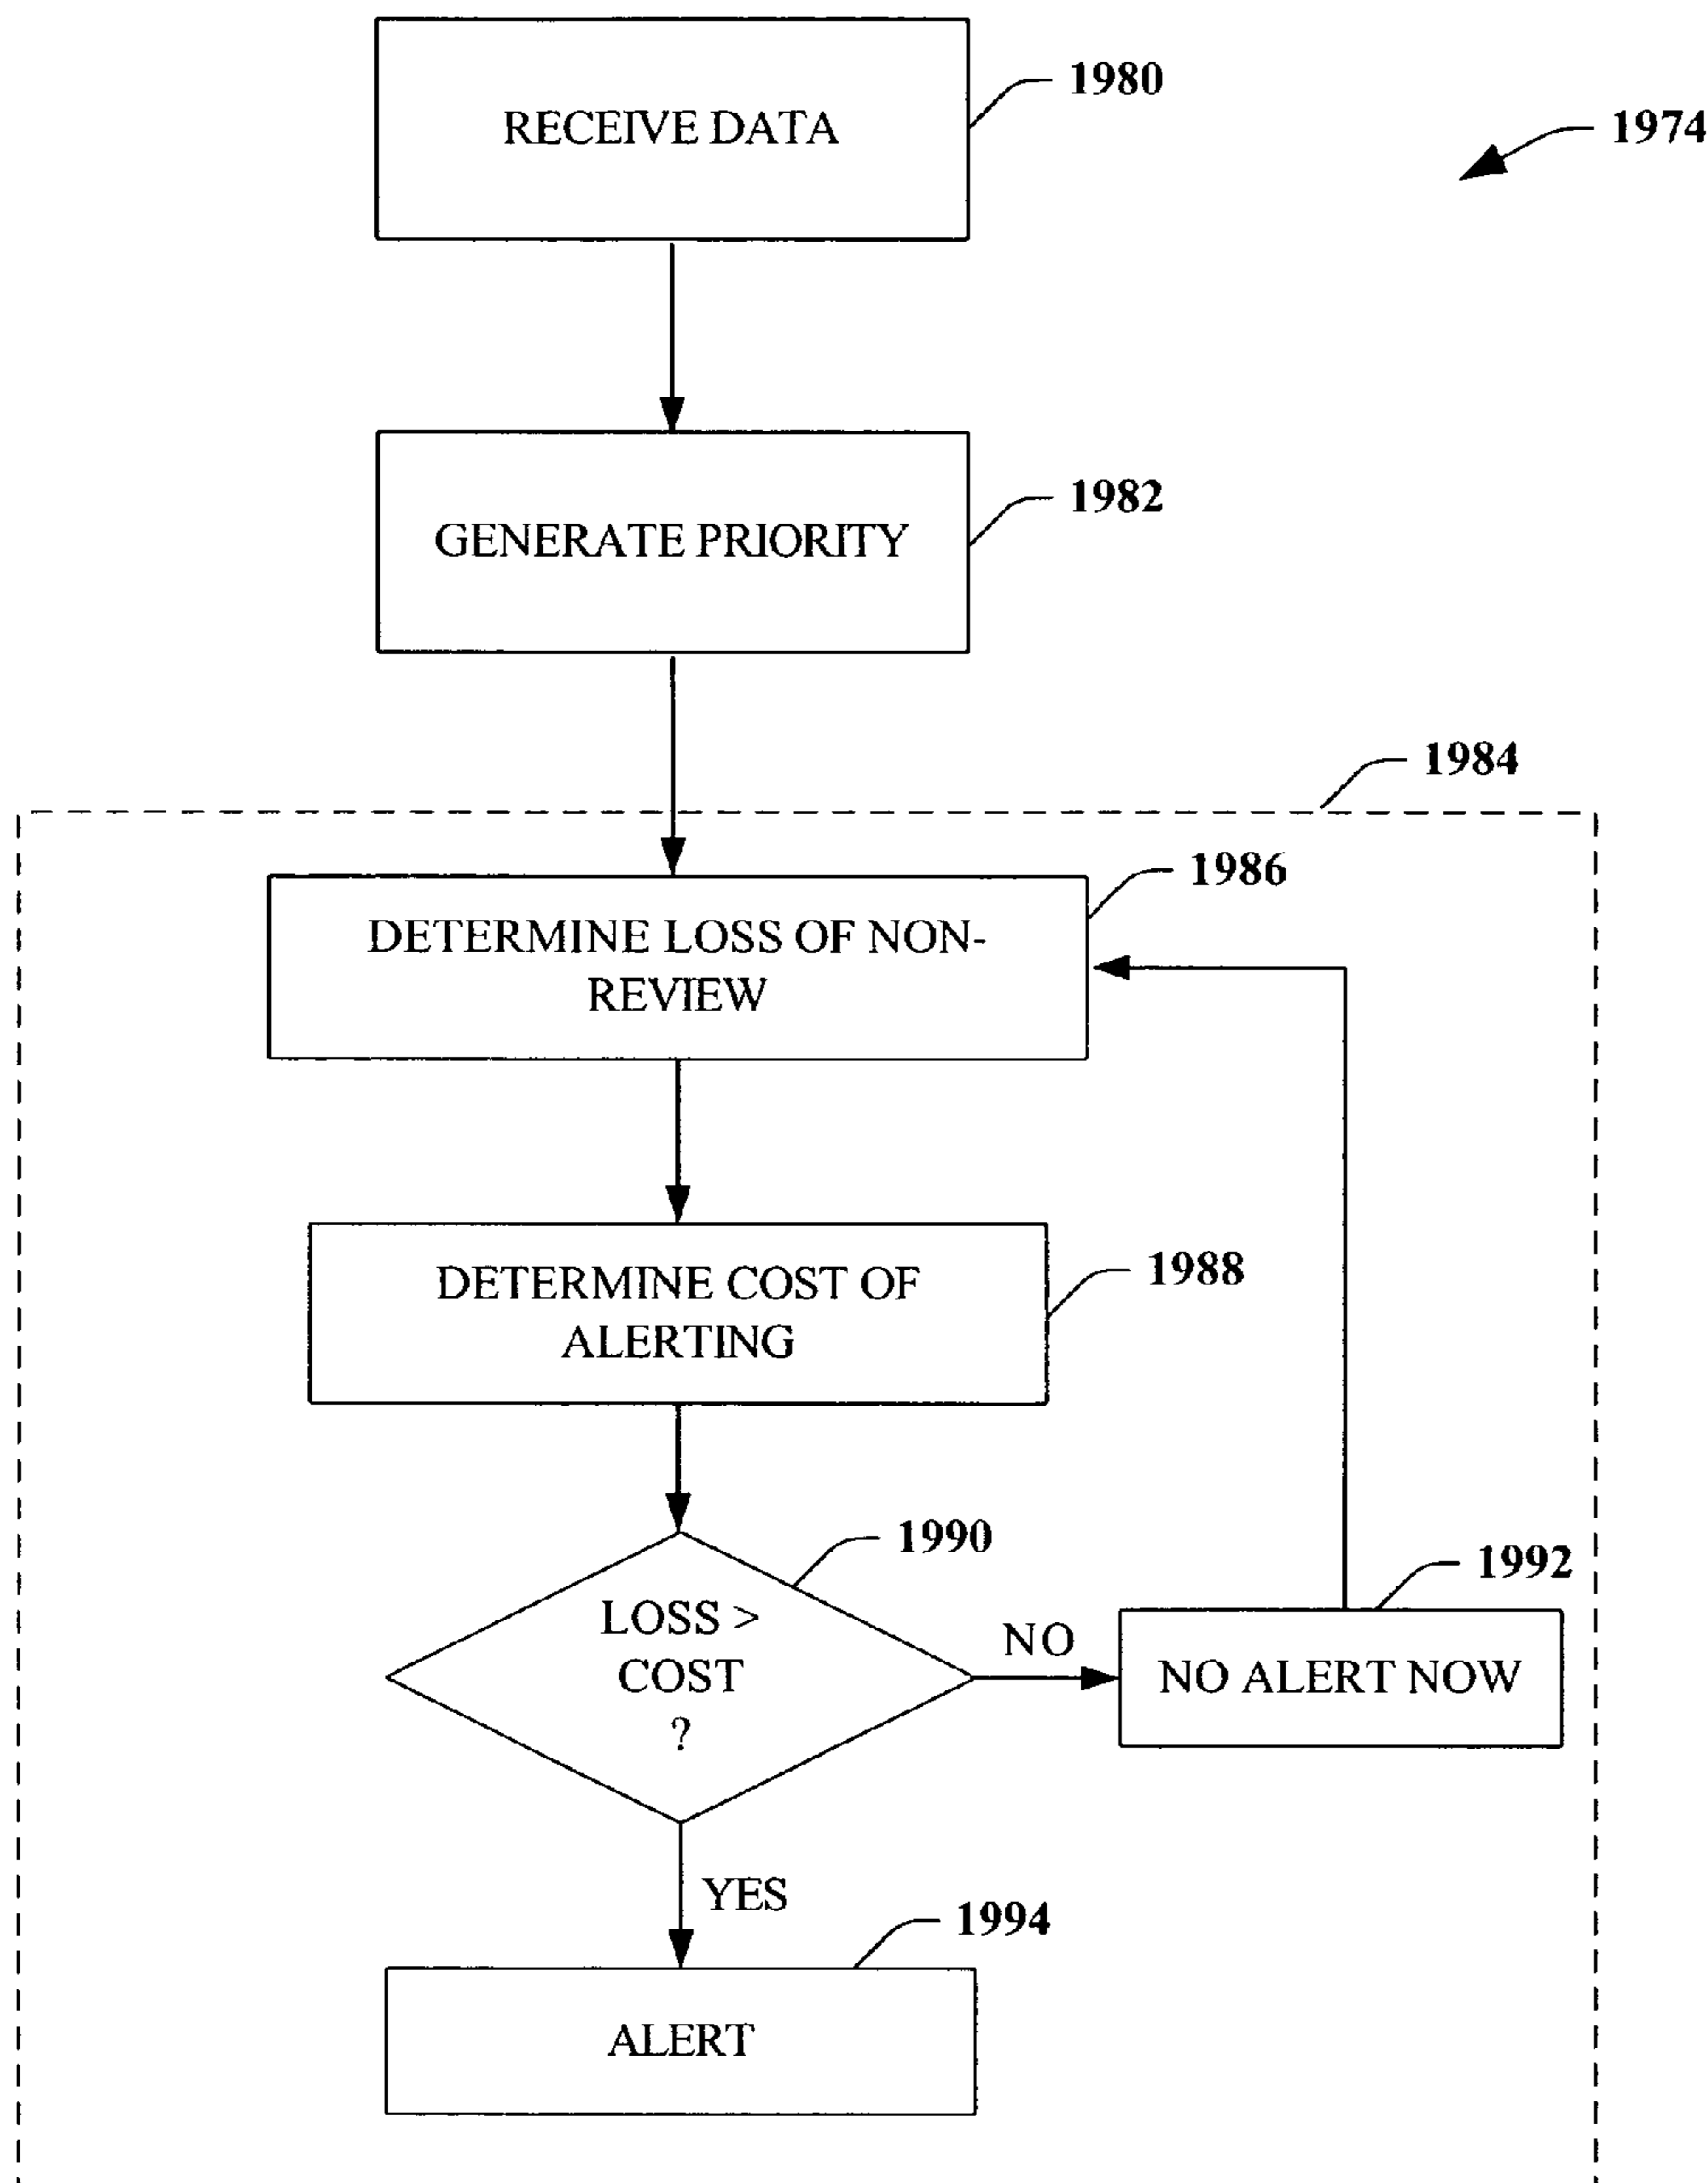 1980
RECEIVE DATA
1974
1982
GENERATE PRIORITY
1984
1986
DETERMINE LOSS OF NON-
REVIEW
1988
DETERMINE COST OF
ALERTING
1990
LOSS >
COST
?
NO
1992
NO ALERT NOW
YES
1994
ALERT